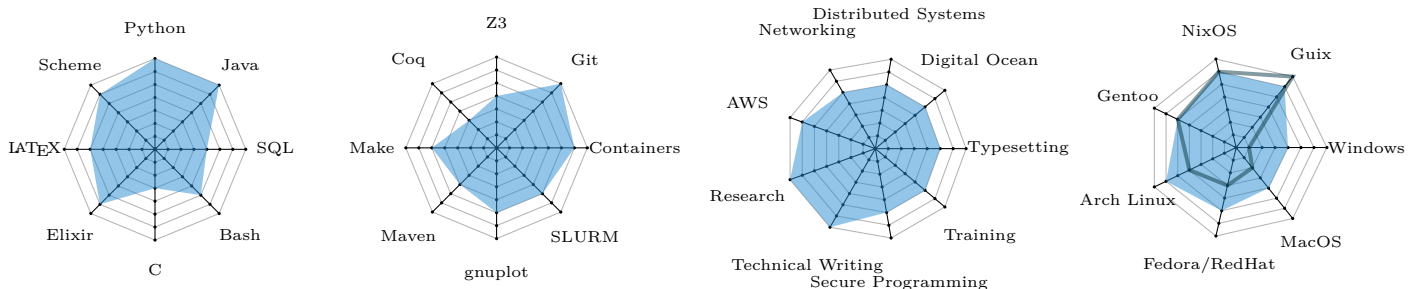 Python
Scheme
Java
LATEX
SQL
Elixir
Bash
C
Z3
Coq
Git
Make
Containers
Maven
SLURM
gnuplot
Distributed Systems
Networking
Digital Ocean
AWS
Typesetting
Research
Training
Technical Writing
Secure Programming
NixOS
Guix
Gentoo
Windows
Arch Linux
MacOS
Fedora/RedHat